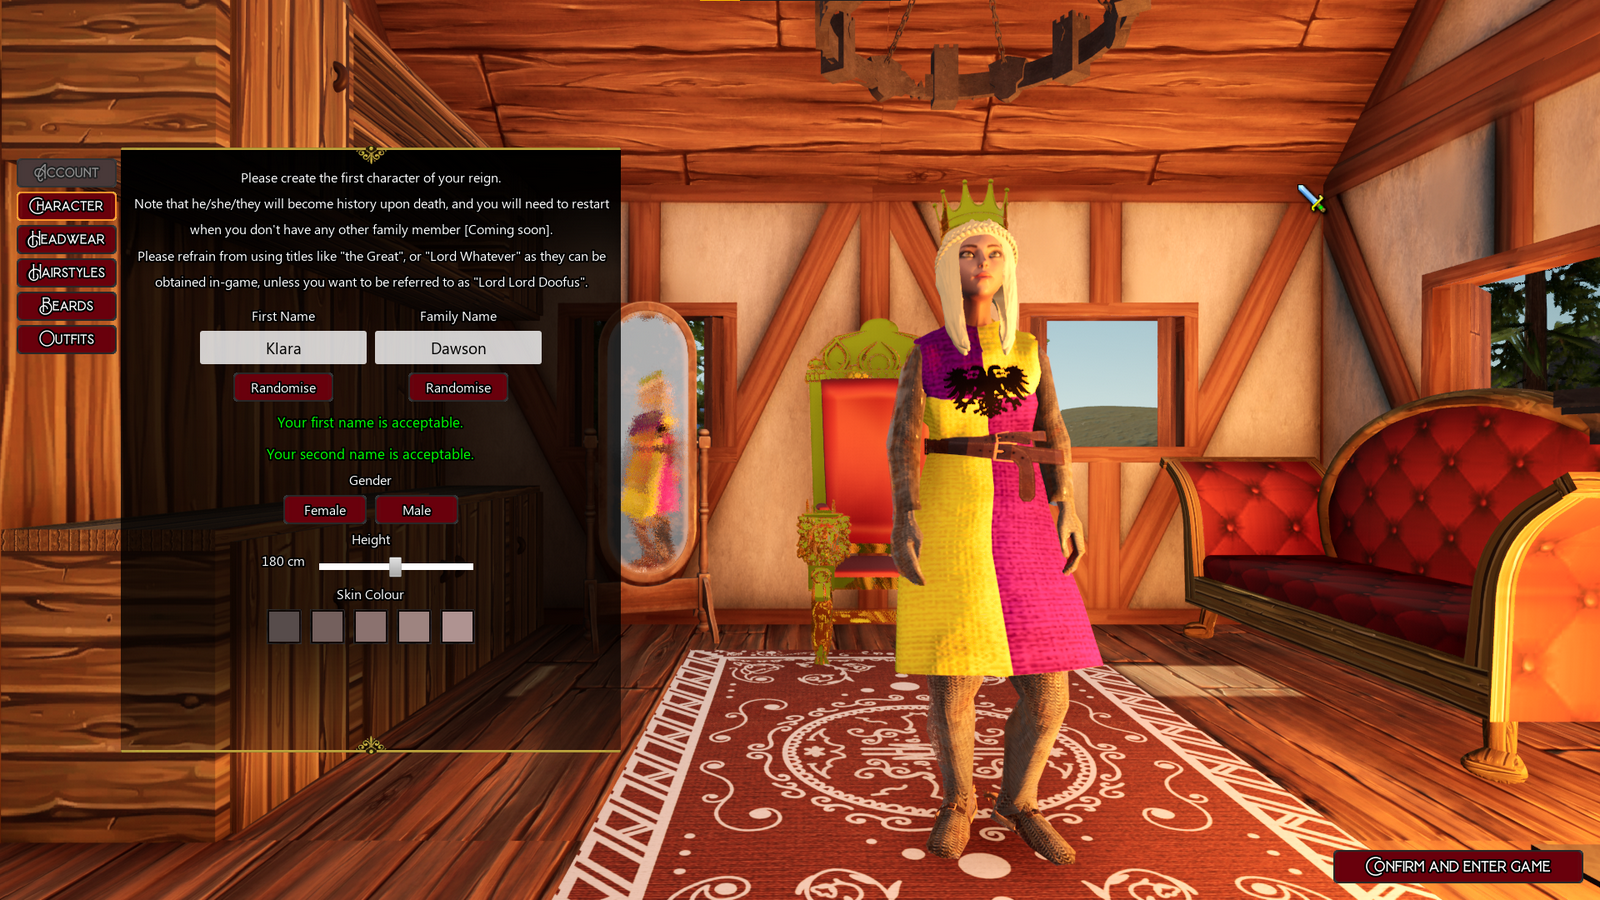 ACCOUNT
CHARACTER
HEADWEAR
HAIRSTYLES
BEARDS
OUTFITS
Please create the first character of your reign.
Note that he/she/they will become history upon death, and you will need to restart
when you don't have any other family member [Coming soon].
Please refrain from using titles like "the Great", or "Lord Whatever" as they can be
obtained in-game, unless you want to be referred to as "Lord Lord Doofus".
First Name Family Name
Klara Dawson
Randomise Randomise
Your first name is acceptable.
Your second name is acceptable.
Gender
Female Male
Height
180 cm
Skin Colour
CONFIRM AND ENTER GAME